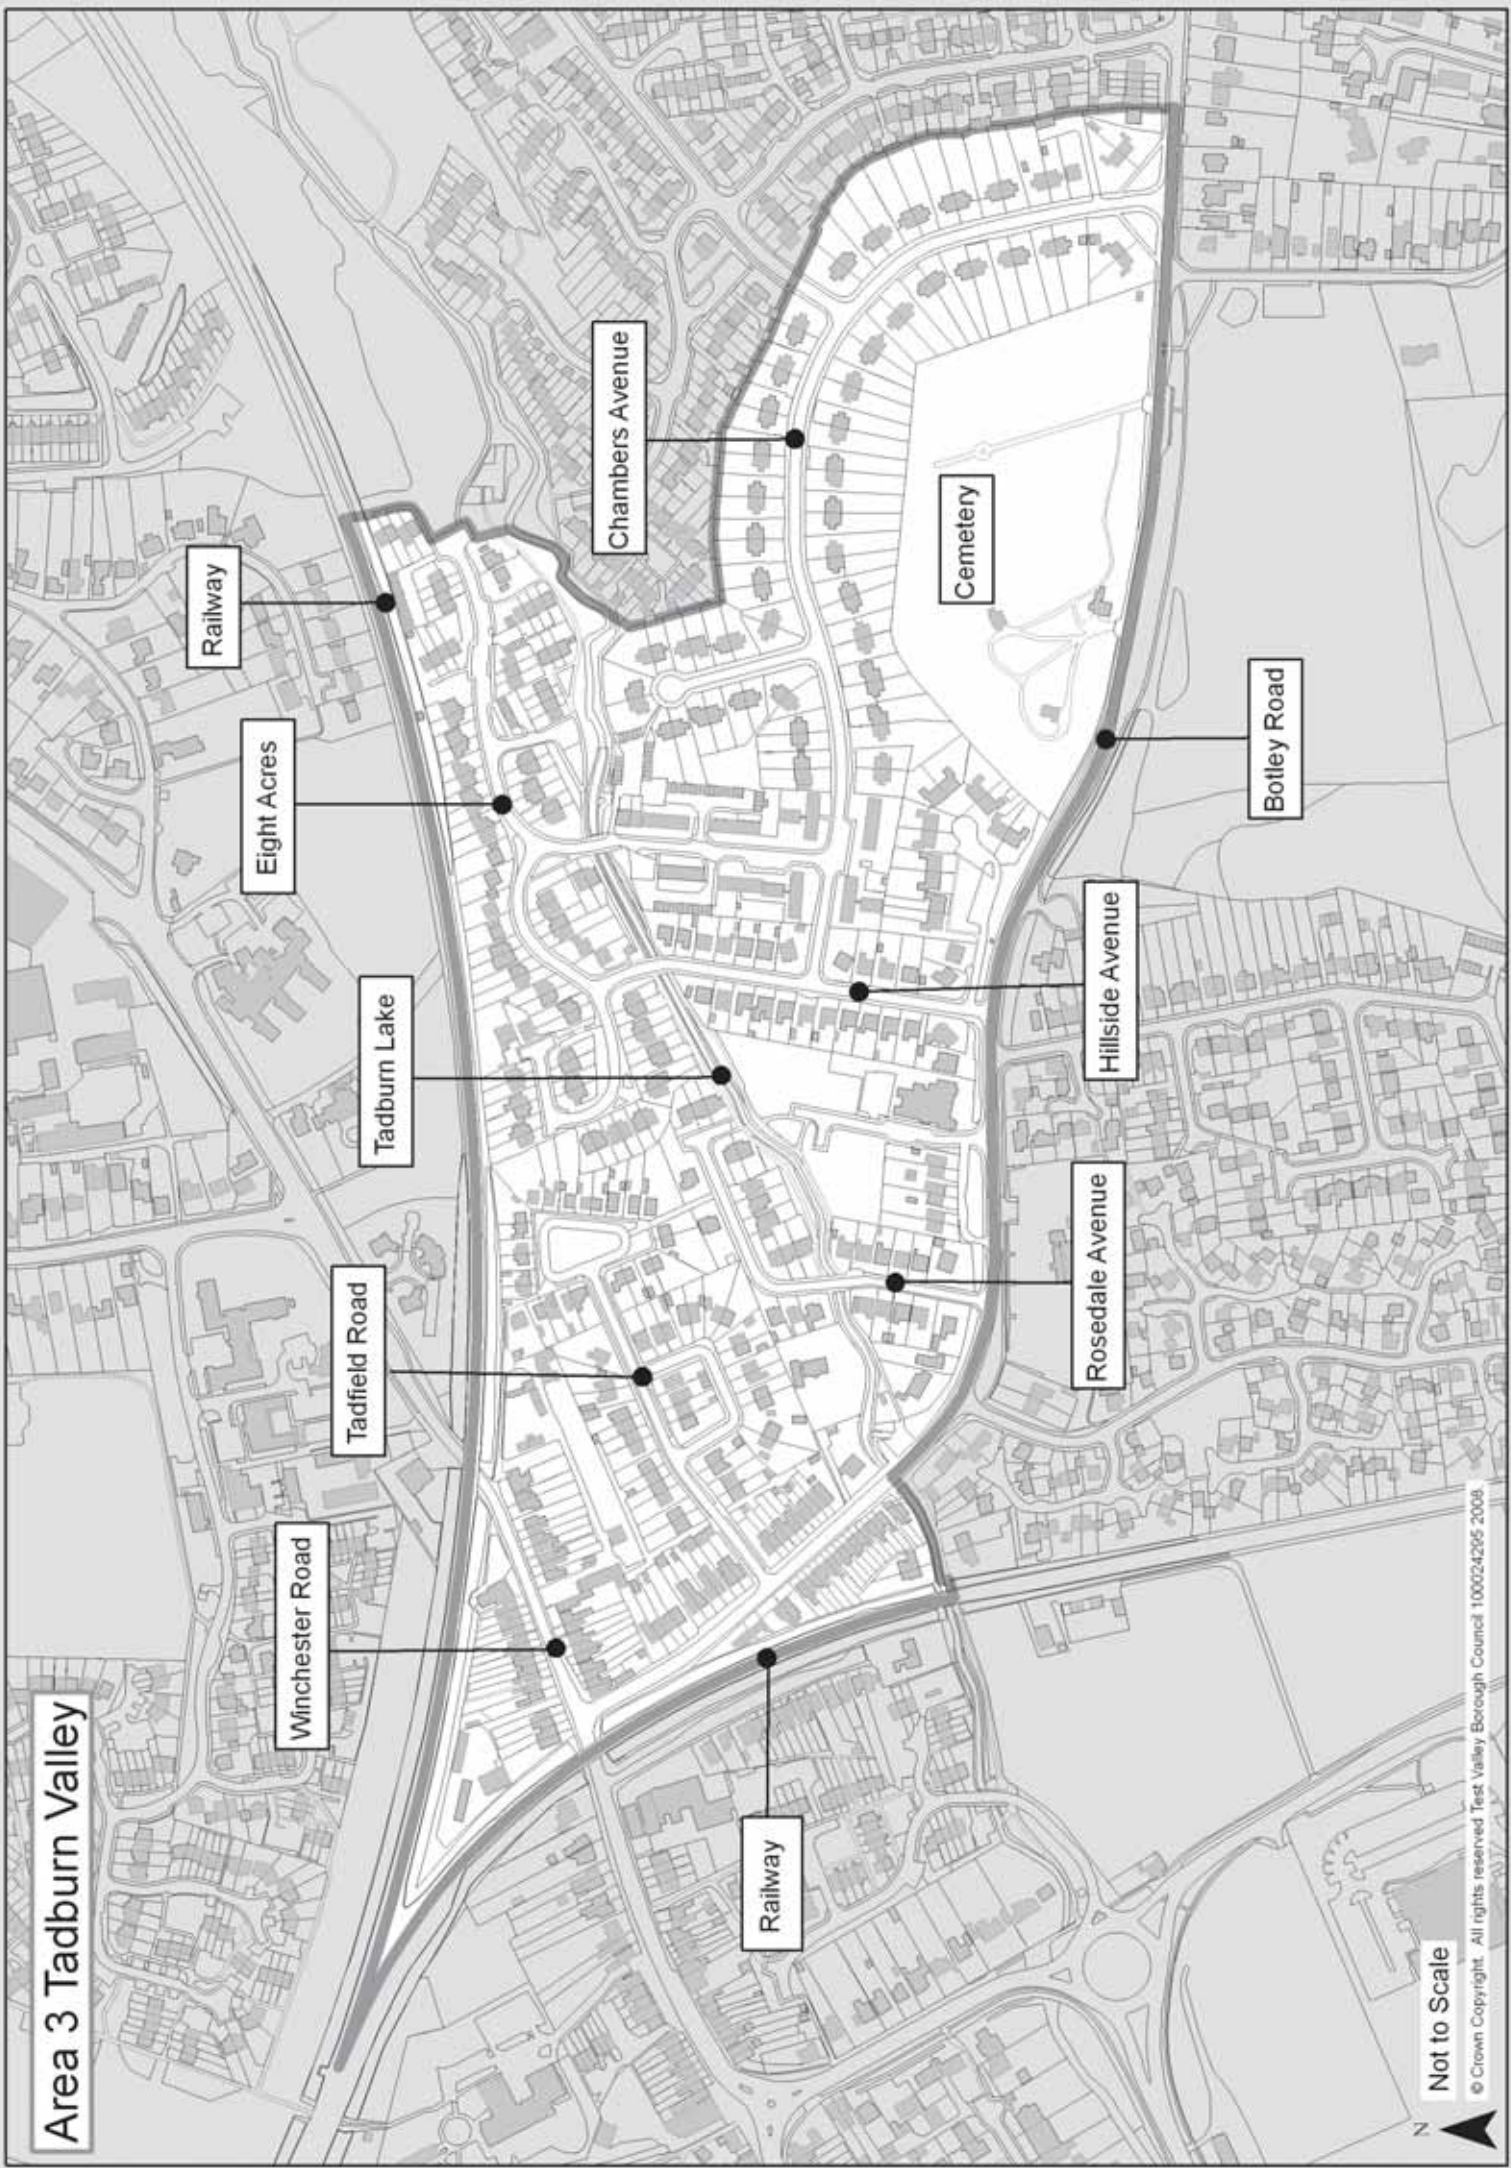 Area 3 Tadburn Valley
Winchester Road
Tadfield Road
Tadburn Lake
Eight Acres
Railway
Chambers Avenue
Cemetery
Railway
Rosedale Avenue
Hillside Avenue
Botley Road
N
Not to Scale
© Crown Copyright. All rights reserved Test Valley Borough Council 100024295 2008